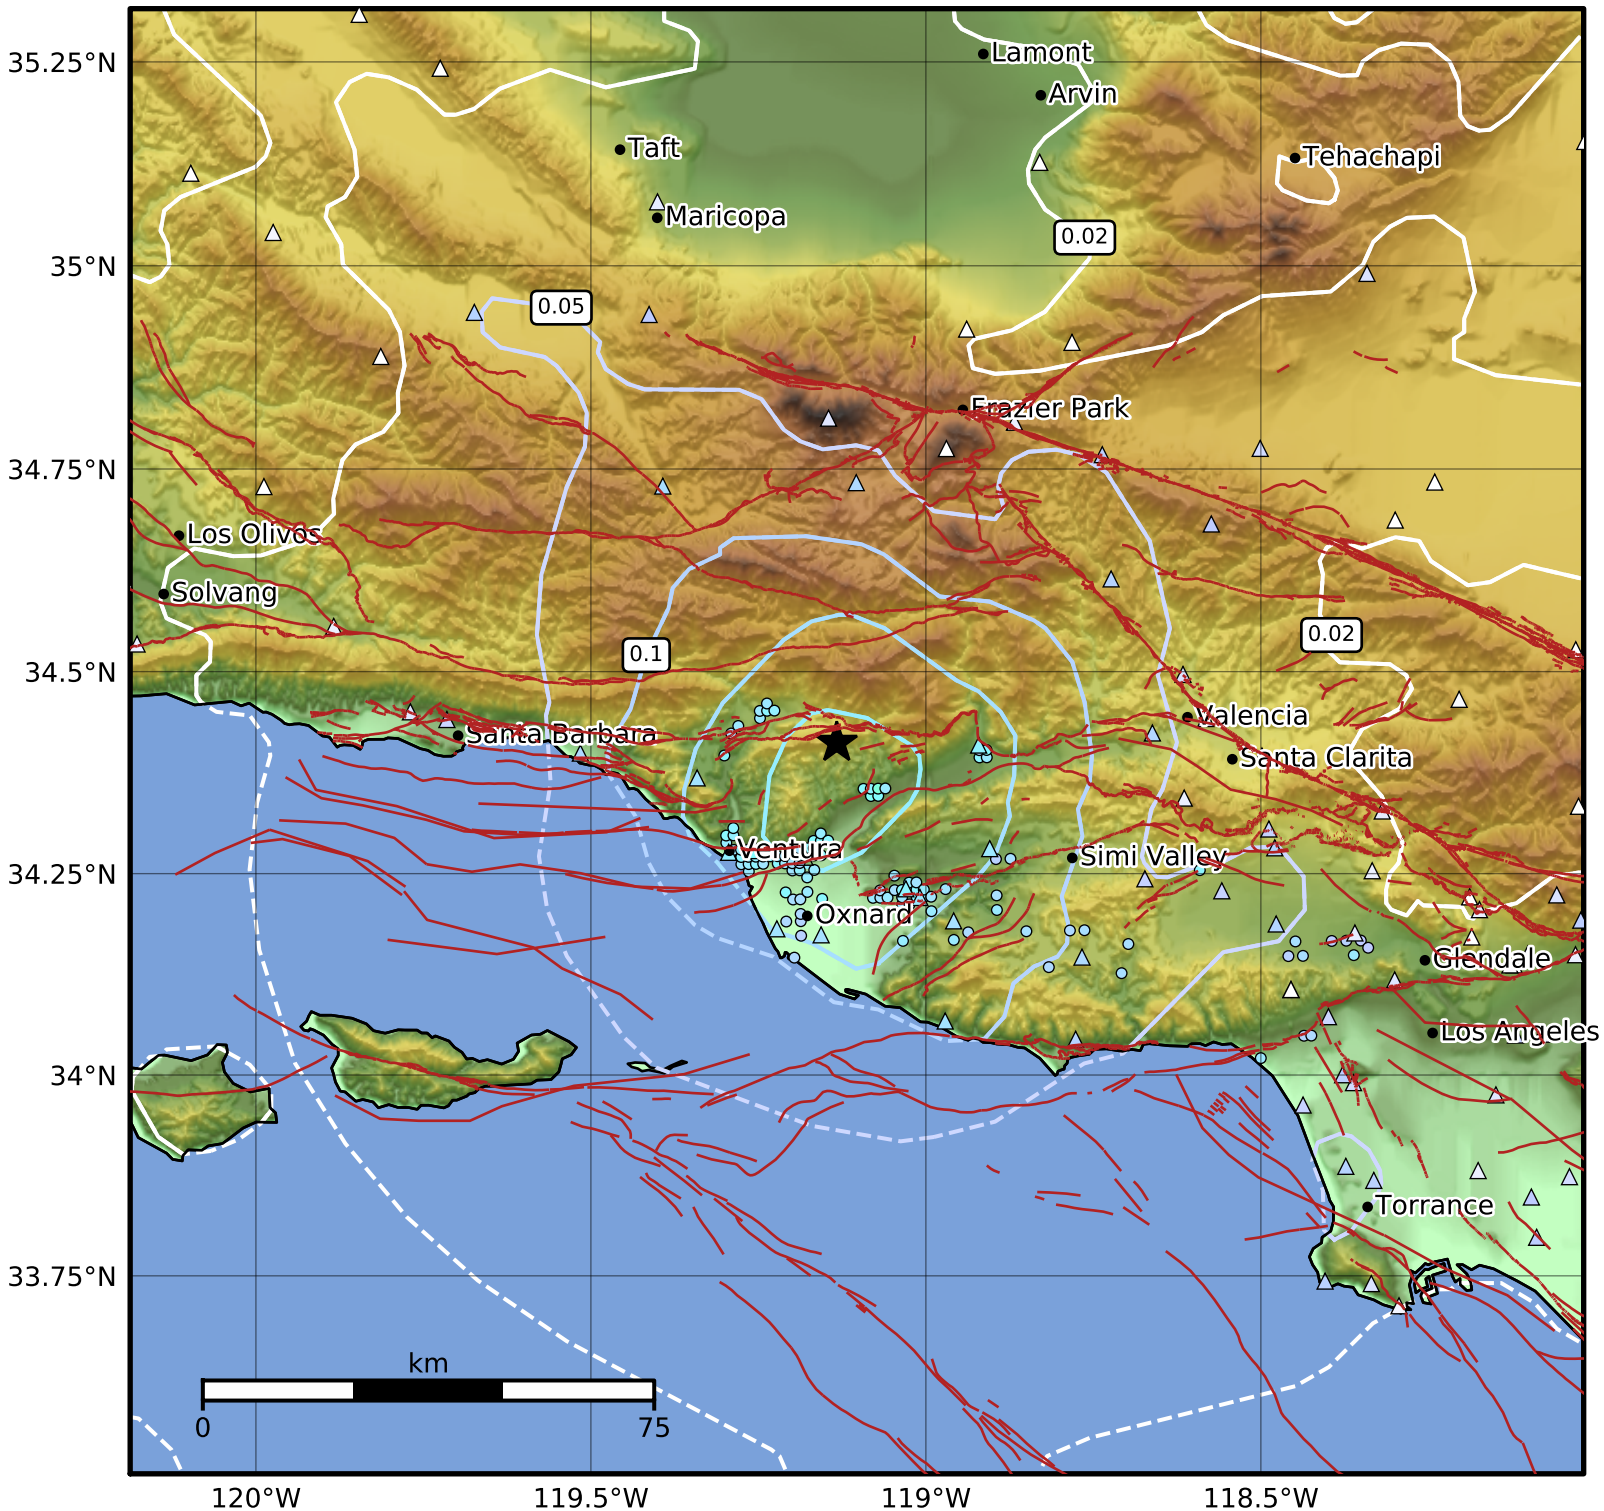 35.25°N
Lamont
Arvin
Taft
Tehachapi
Maricopa
0.02
35°N
0.05
Frazier Park
34.75°N
Los Olivos
Solvang
0.02
0.1
34.5°N
Valencia
Santa Barbara
Santa Clarita
Ventura
Simi Valley
34.25°N
Oxnard
Glendale
Los Angeles
34°N
Torrance
33.75°N
km
0
75
120°W
119.5°W
119°W
118.5°W